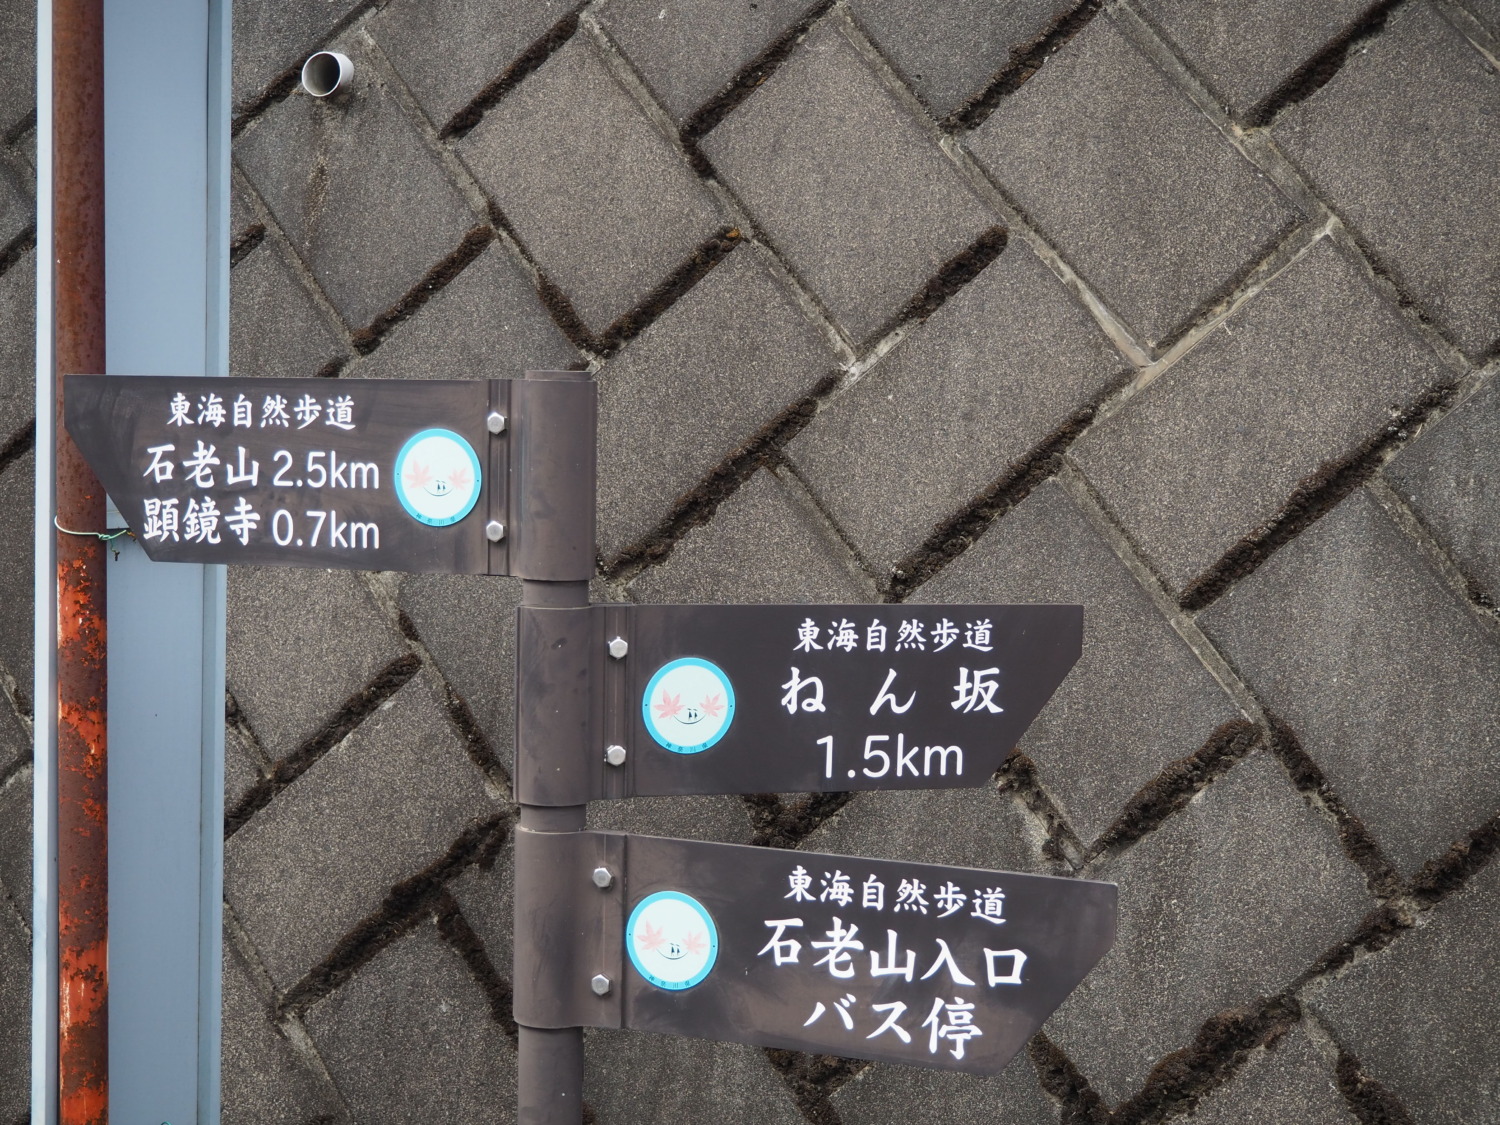 東海自然歩道
石老山 2.5km
顕鏡寺 0.7km
東海自然歩道
ねん坂
1.5km
東海自然歩道
石老山入口
バス停